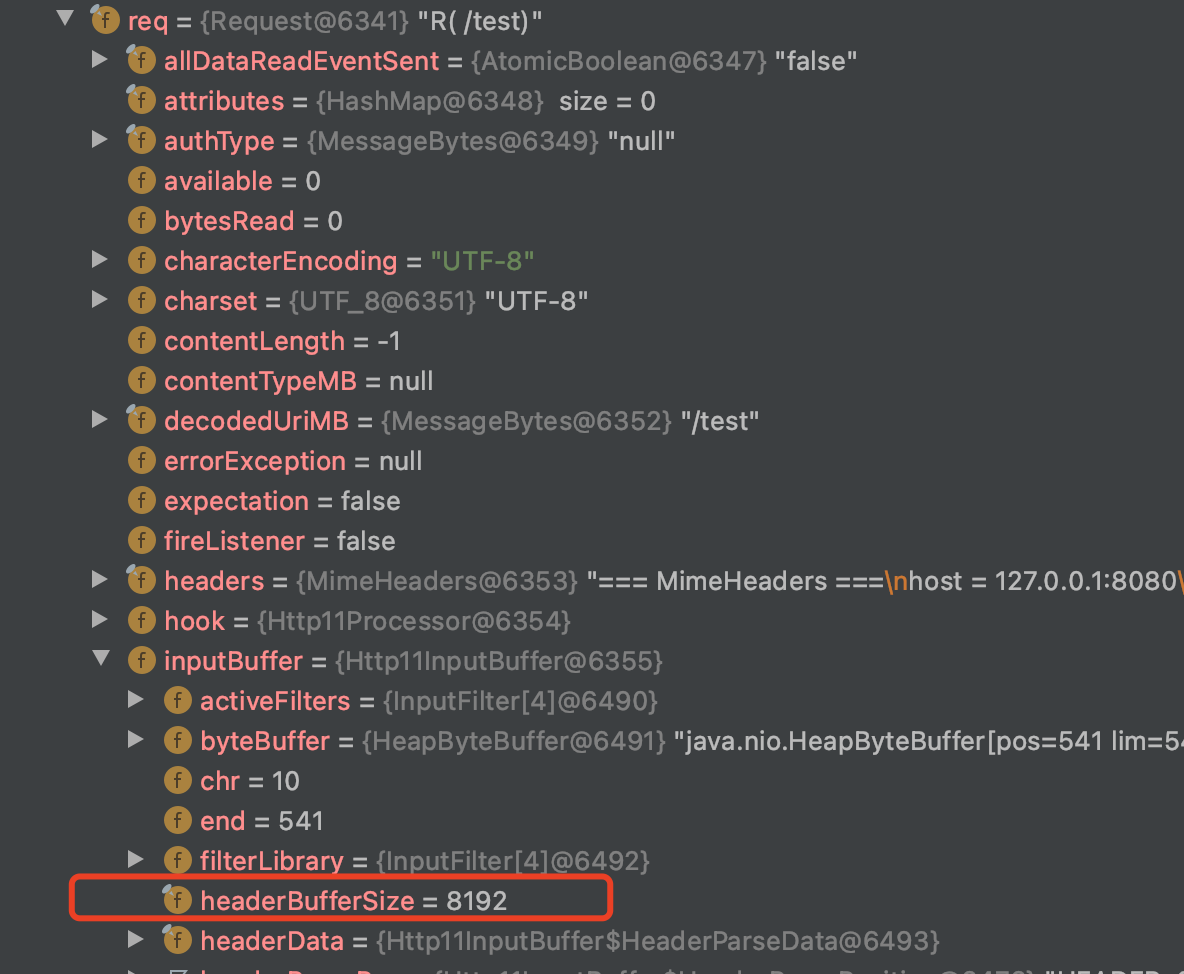 req = {Request@6341} "R( /test)"
allDataReadEventSent = {AtomicBoolean@6347} "false"
attributes = {HashMap@6348} size = 0
authType = {MessageBytes@6349} "null"
available = 0
bytesRead = 0
characterEncoding = "UTF-8"
charset = {UTF_8@6351} "UTF-8"
contentLength = -1
contentTypeMB = null
decodedUriMB = {MessageBytes@6352} "/test"
errorException = null
expectation = false
fireListener = false
headers = {MimeHeaders@6353} "=== MimeHeaders ===\nhost = 127.0.0.1:8080\
hook = {Http11Processor@6354}
inputBuffer = {Http11InputBuffer@6355}
activeFilters = {InputFilter[4]@6490}
byteBuffer = {HeapByteBuffer@6491} "java.nio.HeapByteBuffer[pos=541 lim=54
chr = 10
end = 541
filterLibrary = {InputFilter[4]@6492}
headerBufferSize = 8192
headerData = {Http11InputBuffer$HeaderParseData@6493}